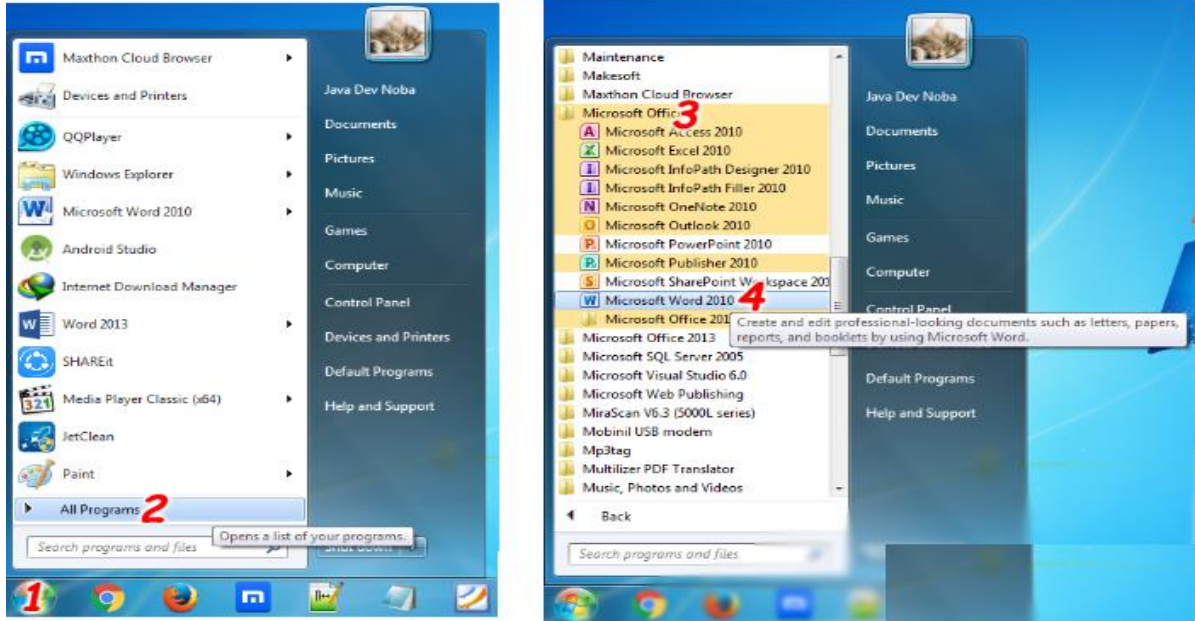 Maxthon Cloud Browser
Devices and Printers
QQPlayer
Windows Explorer
Microsoft Word 2010
Android Studio
Internet Download Manager
Word 2013
SHAREit
321
Media Player Classic (x64)
JetClean
Paint
All Programs 2
Opens a list of your programs.
Search programs and files
Shut down
1
Java Dev Noba
Documents
Pictures
Music
Games
Computer
Control Panel
Devices and Printers
Default Programs
Help and Support
Maintenance
Makesoft
Maxthon Cloud Browser
Microsoft Office
3
Microsoft Access 2010
Microsoft Excel 2010
Microsoft InfoPath Designer 2010
Microsoft InfoPath Filler 2010
Microsoft OneNote 2010
Microsoft Outlook 2010
Microsoft PowerPoint 2010
Microsoft Publisher 2010
Microsoft SharePoint Workspace 201
Microsoft Word 2010 4
Microsoft Office 201
Create and edit professional-looking documents such as letters, papers,
reports, and booklets by using Microsoft Word.
Microsoft Office 2013
Microsoft SQL Server 2005
Microsoft Visual Studio 6.0
Microsoft Web Publishing
MiraScan V6.3 (5000L series)
Mobinil USB modem
Mp3tag
Multilizer PDF Translator
Music, Photos and Videos
Back
Search programs and files
Java Dev Noba
Documents
Pictures
Music
Games
Computer
Control Panel
Default Programs
Help and Support